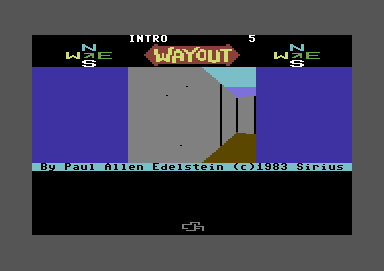 INTRO 5
N N
W E WAYOUT W E
S S
By Paul Allen Edelstein (c)1983 Sirius